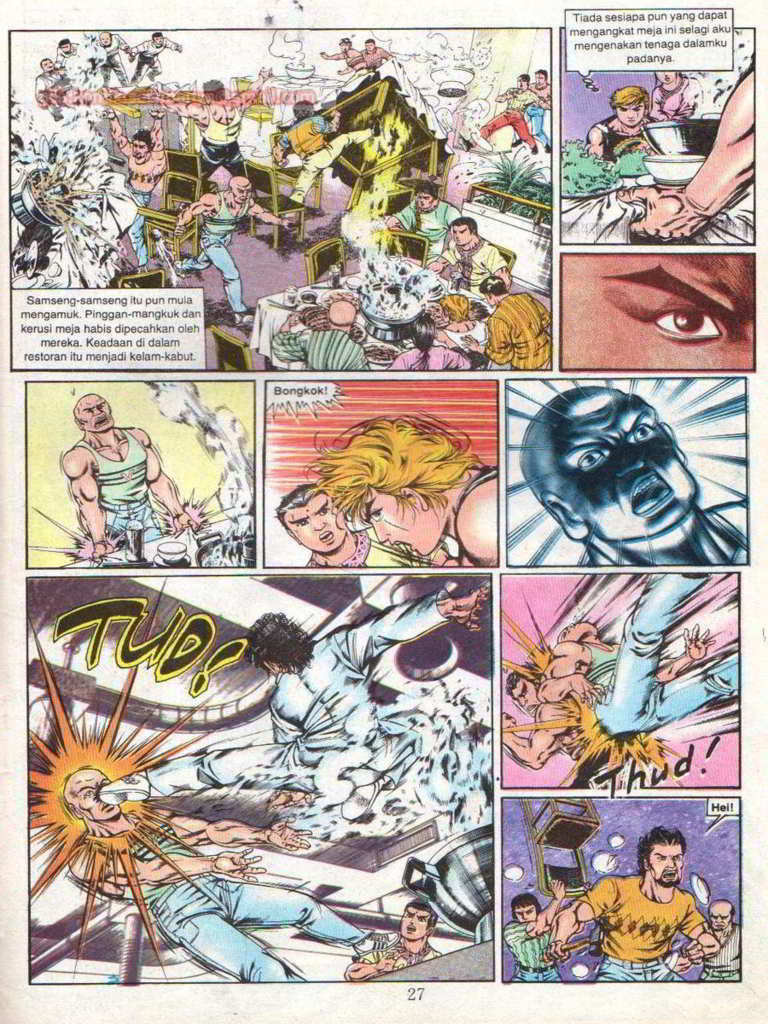 Samseng-samseng itu pun mula
mengamuk. Pinggan-mangkuk dan
kerusi meja habis dipecahkan oleh
mereka. Keadaan di dalam
restoran itu menjadi kelam-kabut.
Tiada sesiapa pun yang dapat
mengangkat meja ini selagi aku
mengenakan tenaga dalamku
padanya.
Bongkok!
TUD!
Thud!
Hei!
27